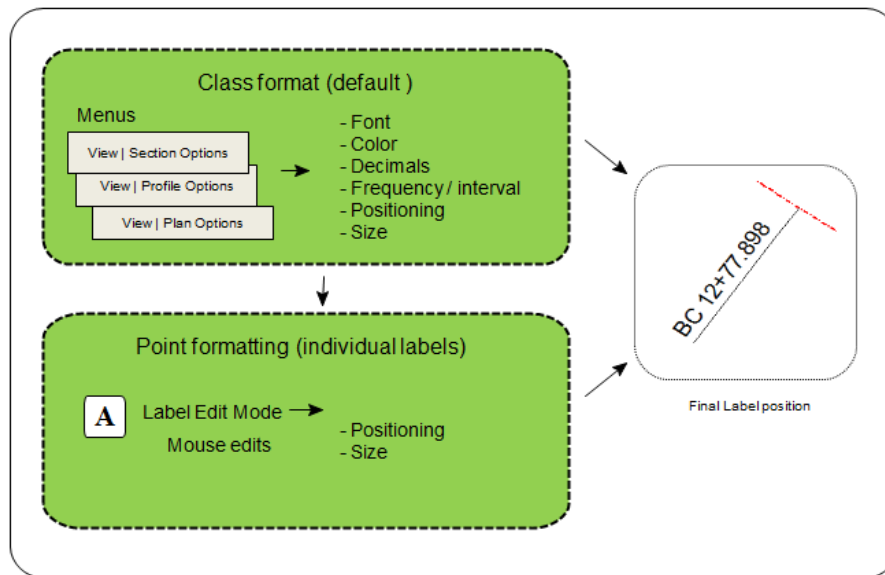 Class format (default )
Menus
View | Section Options
View | Profile Options
View | Plan Options
- Font
- Color
- Decimals
- Frequency / interval
- Positioning
- Size
Point formatting (individual labels)
A
Label Edit Mode
Mouse edits
- Positioning
- Size
BC 12+77.898
Final Label position